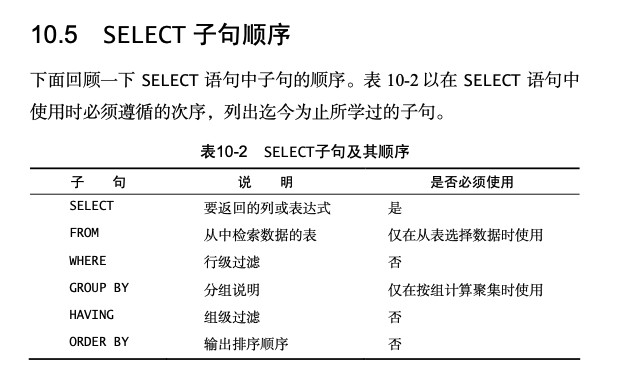 10.5 SELECT 子句顺序
下面回顾一下 SELECT 语句中子句的顺序。表 10-2 以在 SELECT 语句中
使用时必须遵循的次序，列出迄今为止所学过的子句。
表10-2 SELECT子句及其顺序
子 句 说 明 是否必须使用
SELECT 要返回的列或表达式 是
FROM 从中检索数据的表 仅在从表选择数据时使用
WHERE 行级过滤 否
GROUP BY 分组说明 仅在按组计算聚集时使用
HAVING 组级过滤 否
ORDER BY 输出排序顺序 否